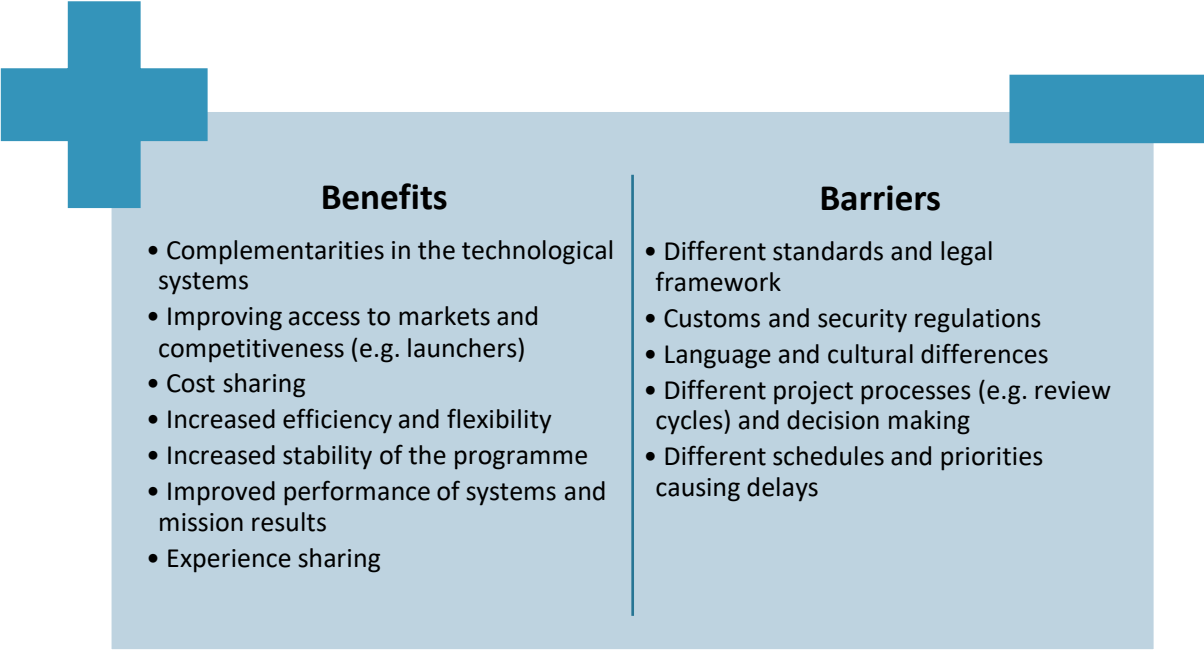 Benefits
• Complementarities in the technological
systems
• Improving access to markets and
competitiveness (e.g. launchers)
• Cost sharing
• Increased efficiency and flexibility
• Increased stability of the programme
• Improved performance of systems and
mission results
• Experience sharing
Barriers
• Different standards and legal
framework
• Customs and security regulations
• Language and cultural differences
• Different project processes (e.g. review
cycles) and decision making
• Different schedules and priorities
causing delays